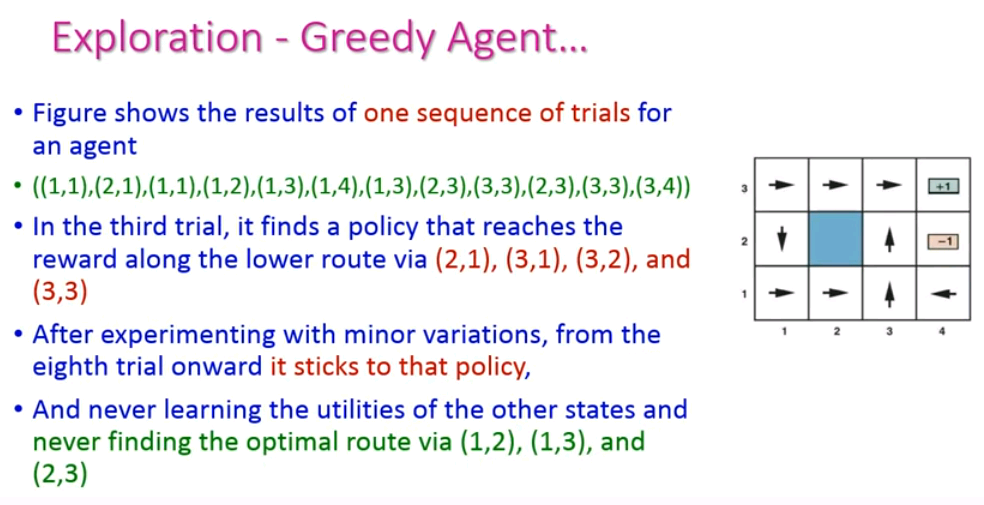 Exploration - Greedy Agent...
• Figure shows the results of one sequence of trials for
an agent
• ((1,1),(2,1),(1,1),(1,2),(1,3),(1,4),(1,3),(2,3),(3,3),(2,3),(3,3),(3,4))
• In the third trial, it finds a policy that reaches the
reward along the lower route via (2,1), (3,1), (3,2), and
(3,3)
• After experimenting with minor variations, from the
eighth trial onward it sticks to that policy,
• And never learning the utilities of the other states and
never finding the optimal route via (1,2), (1,3), and
(2,3)
3 +1
2 −1
1
1 2 3 4